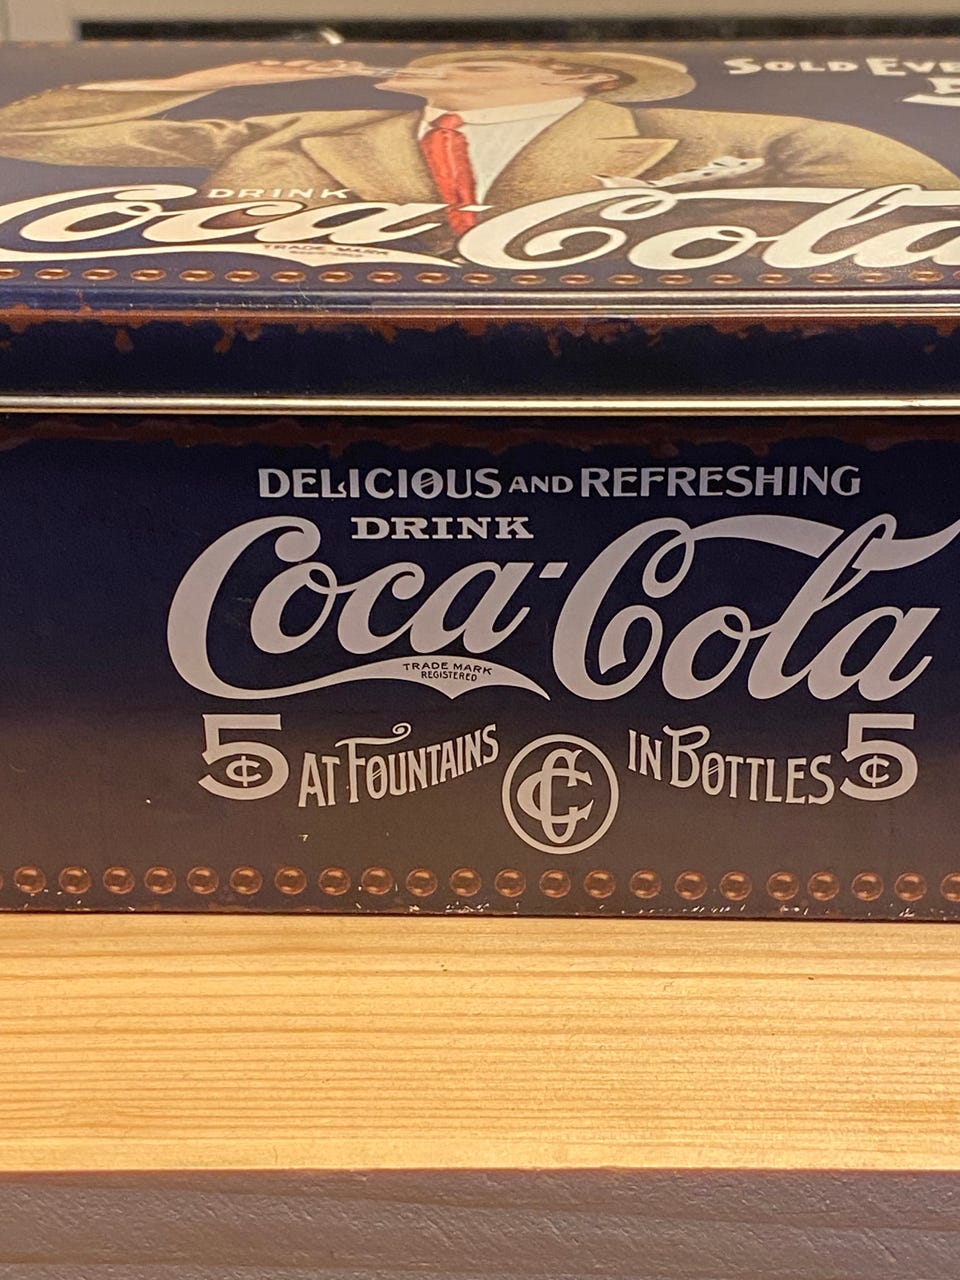 SOLD
5
DRINK
Coca-Cola
TRADE MARK
DELICIOUS AND REFRESHING
DRINK
Coca-Cola
TRADE MARK
REGISTERED
5¢ AT FOUNTAINS CC IN BOTTLES 5¢